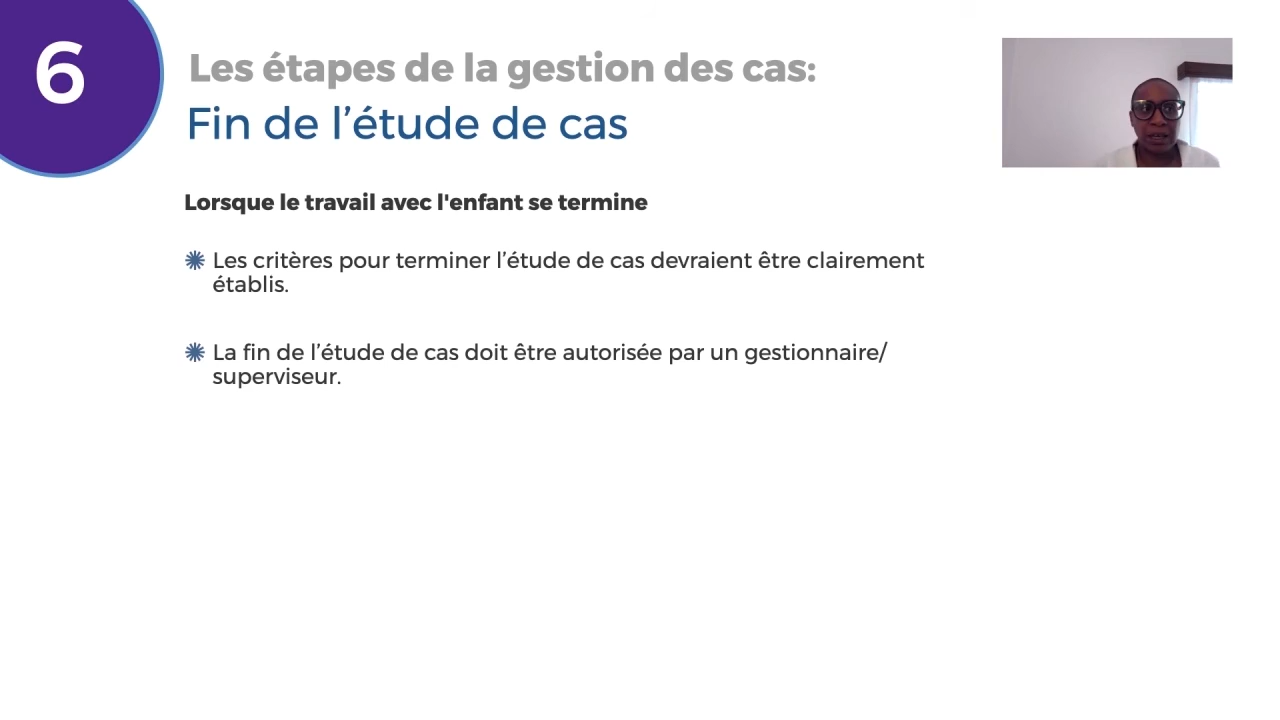 6
Les étapes de la gestion des cas:
Fin de l’étude de cas
Lorsque le travail avec l'enfant se termine
Les critères pour terminer l’étude de cas devraient être clairement
établis.
La fin de l’étude de cas doit être autorisée par un gestionnaire/
superviseur.